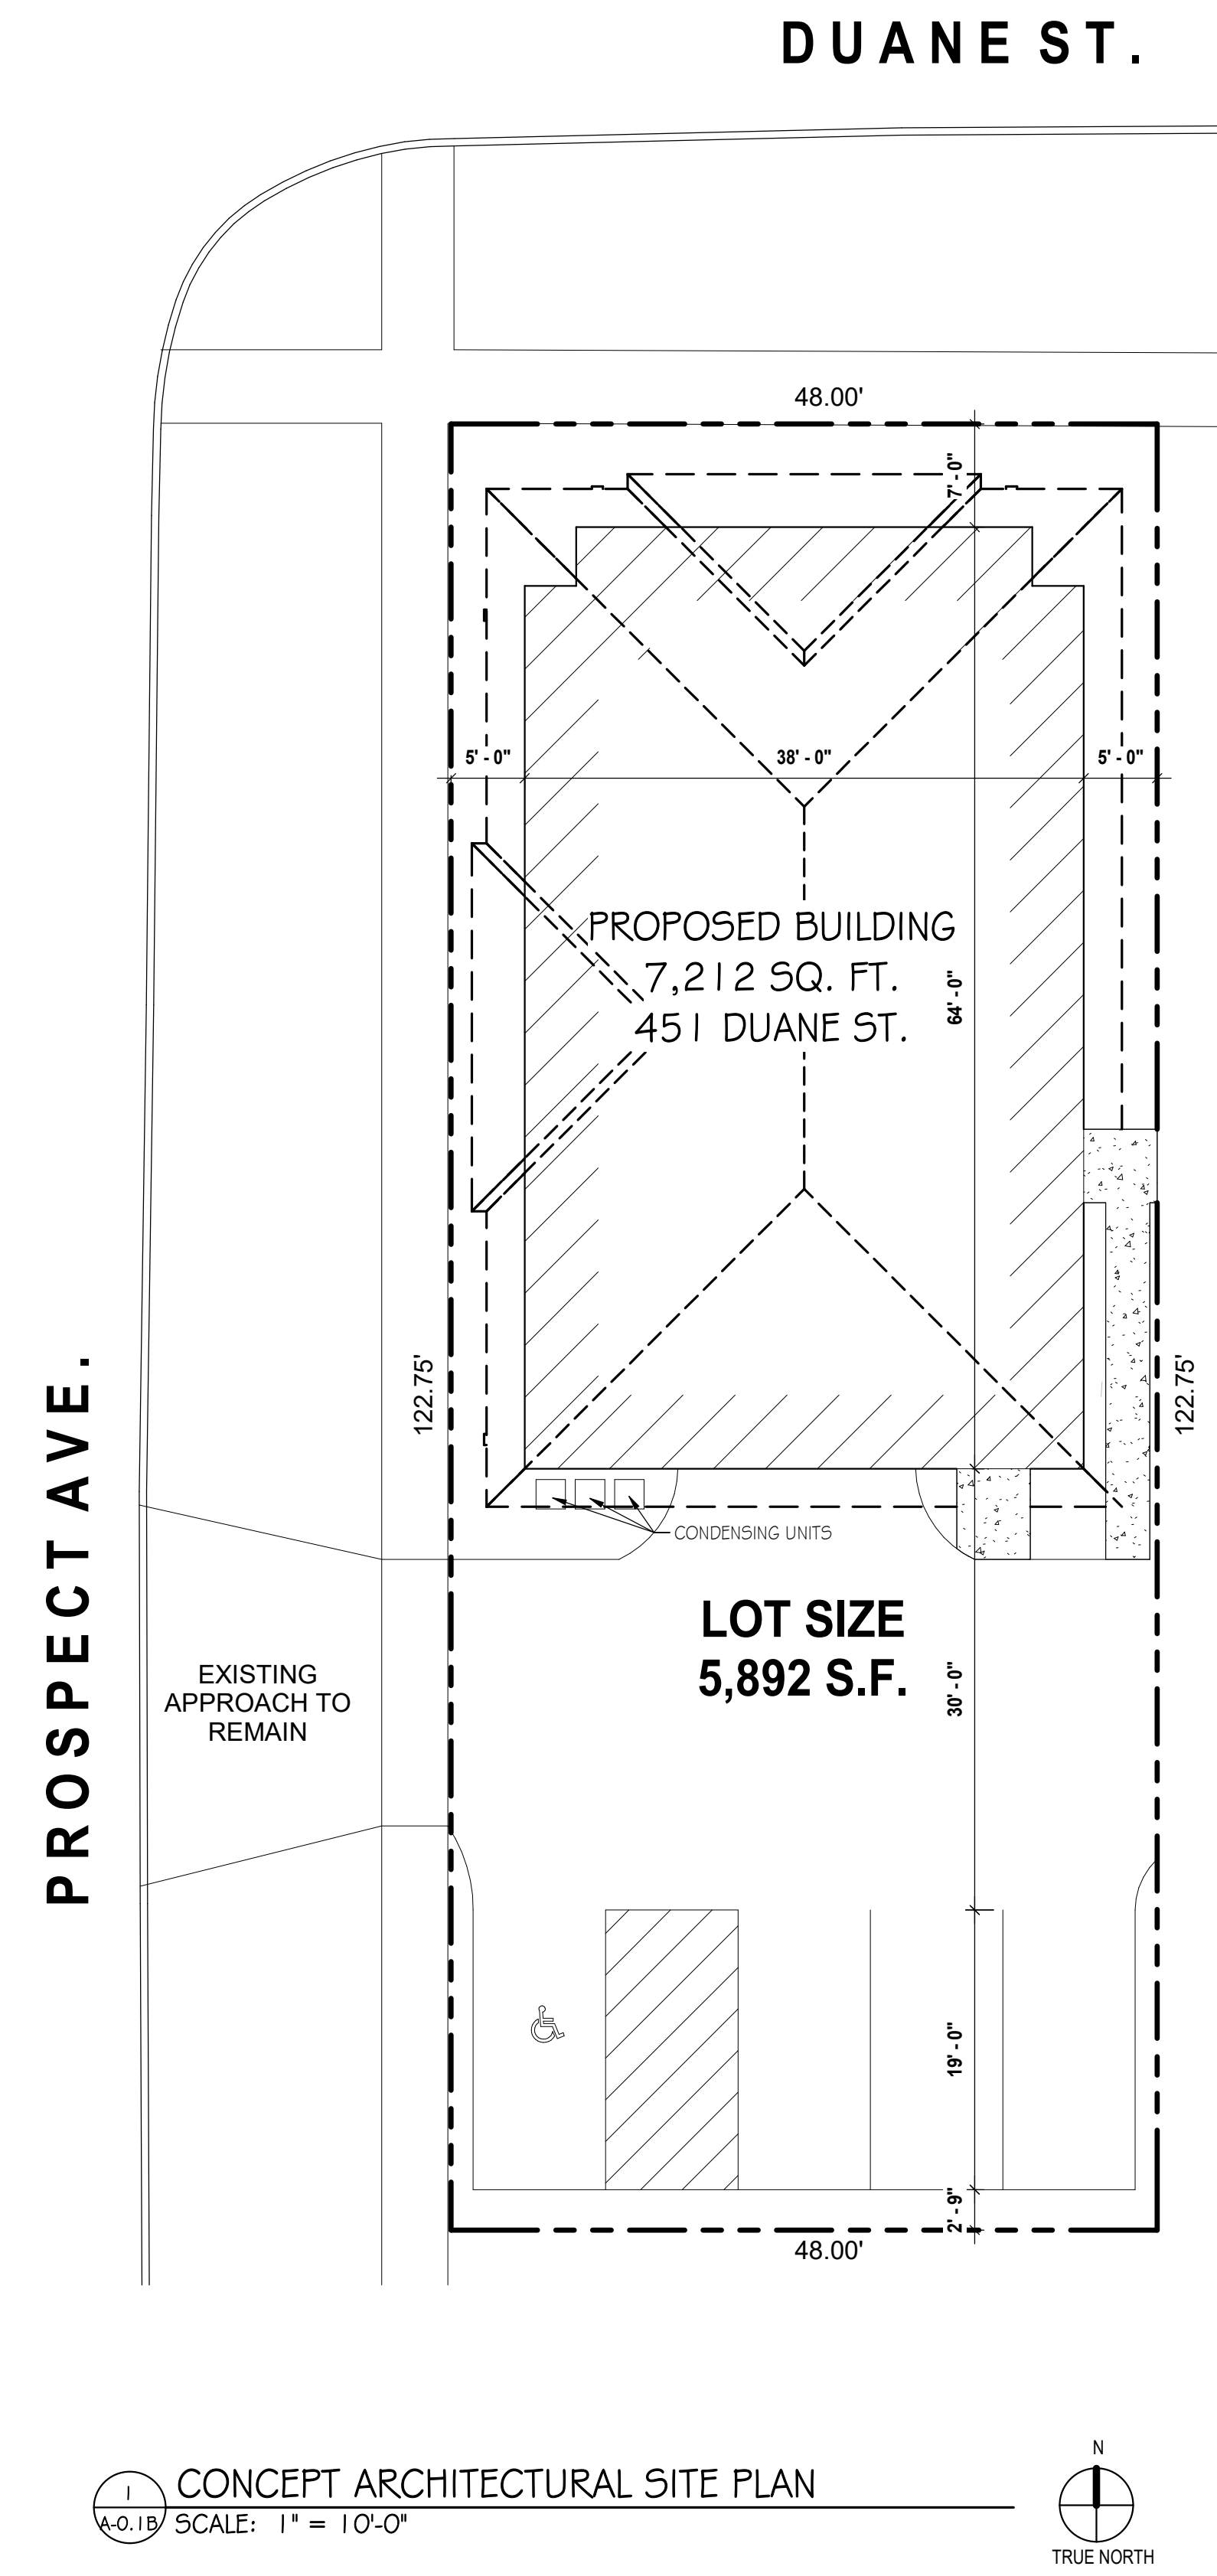 DUANE ST.
48.00'
7' - 0"
5' - 0"
38' - 0"
5' - 0"
PROPOSED BUILDING
7,212 SQ. FT.
451 DUANE ST.
64' - 0"
PROSPECT AVE.
122.75'
122.75'
CONDENSING UNITS
LOT SIZE
5,892 S.F.
EXISTING
APPROACH TO
REMAIN
30' - 0"
19' - 0"
2' - 9"
48.00'
1
A-0.1B
CONCEPT ARCHITECTURAL SITE PLAN
SCALE: 1" = 10'-0"
N
TRUE NORTH